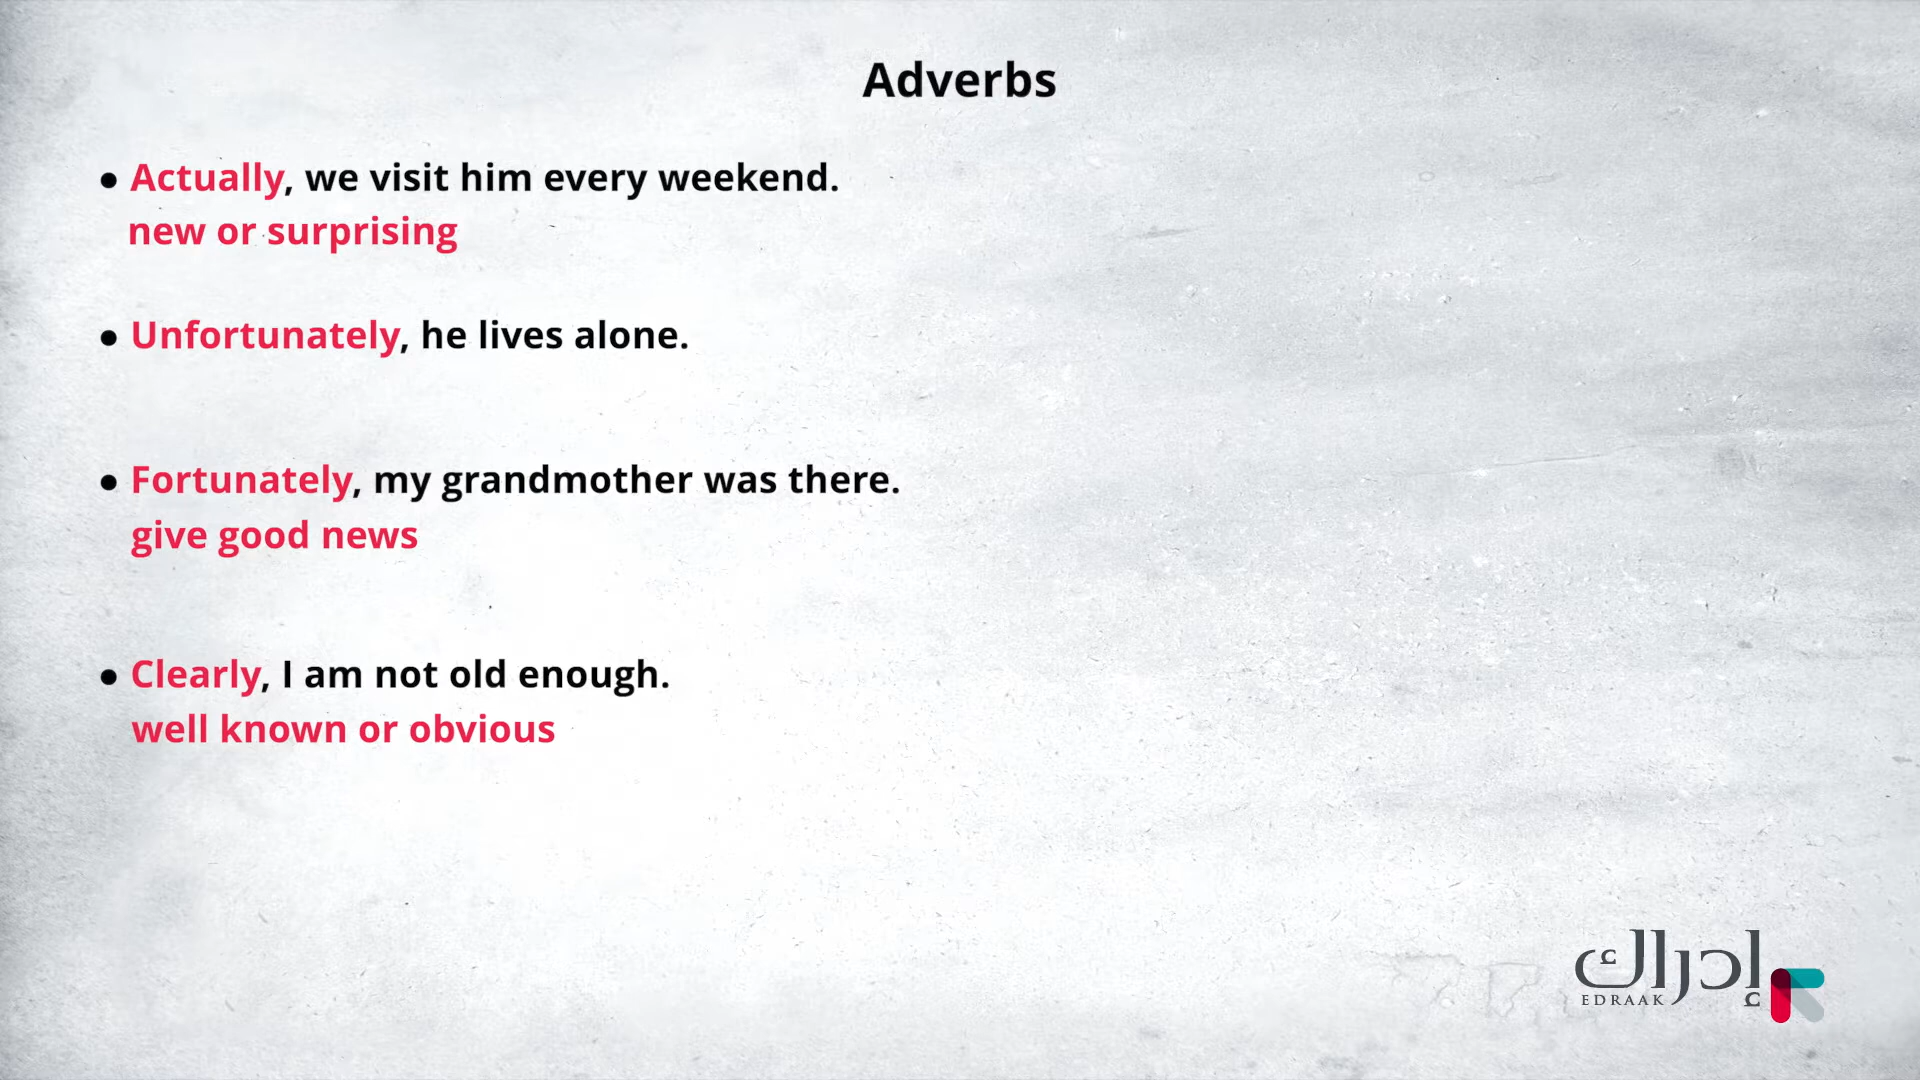 Adverbs
• Actually, we visit him every weekend.
new or surprising
• Unfortunately, he lives alone.
• Fortunately, my grandmother was there.
give good news
• Clearly, I am not old enough.
well known or obvious
إدراك
EDRAAK